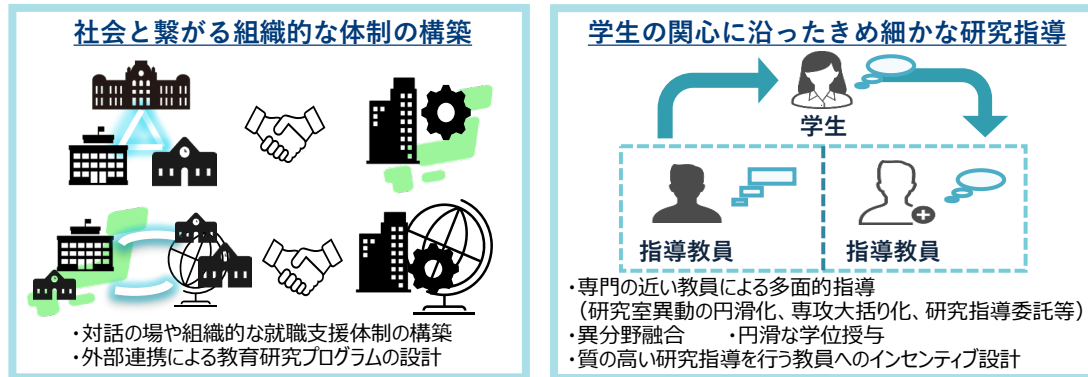 社会と繋がる組織的な体制の構築
・対話の場や組織的な就職支援体制の構築
・外部連携による教育研究プログラムの設計
学生の関心に沿ったきめ細かな研究指導
学生
指導教員
指導教員
・専門の近い教員による多面的指導
（研究室異動の円滑化、専攻大括り化、研究指導委託等）
・異分野融合　・円滑な学位授与
・質の高い研究指導を行う教員へのインセンティブ設計